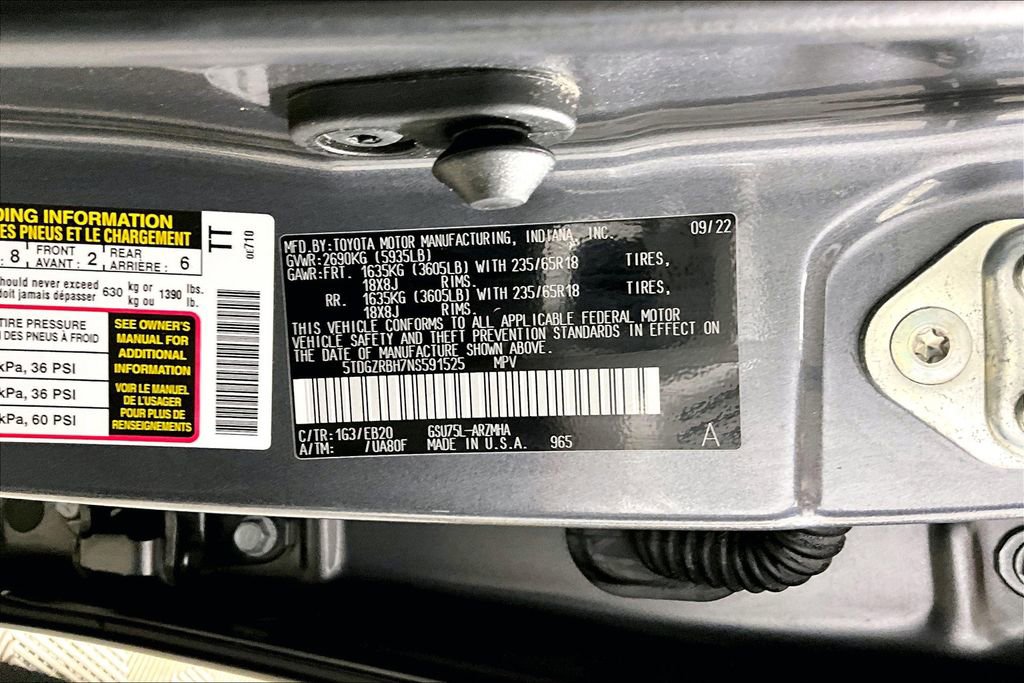 DING INFORMATION
ES PNEUS ET LE CHARGEMENT
8 FRONT AVANT : 2 REAR ARRIÈRE : 6
hould never exceed 630 kg or 1390 lbs.
doit jamais dépasser kg ou lb.
TIRE PRESSURE
N DES PNEUS À FROID
kPa, 36 PSI
kPa, 36 PSI
kPa, 60 PSI
SEE OWNER'S
MANUAL FOR
ADDITIONAL
INFORMATION
VOIR LE MANUEL
DE L'USAGER
POUR PLUS DE
RENSEIGNEMENTS
TT
MFD.BY:TOYOTA MOTOR MANUFACTURING, INDIANA, INC. 09/22
GVWR:2690KG (5935LB)
GAWR:FRT. 1635KG (3605LB) WITH 235/65R18 TIRES,
18X8J RIMS.
RR. 1635KG (3605LB) WITH 235/65R18 TIRES,
18X8J RIMS.
THIS VEHICLE CONFORMS TO ALL APPLICABLE FEDERAL MOTOR
VEHICLE SAFETY AND THEFT PREVENTION STANDARDS IN EFFECT ON
THE DATE OF MANUFACTURE SHOWN ABOVE.
5TDGZRBH7NS591525 MPV
C/TR: 1G3/EB20 GSU75L-ARZMHA
A/TM: /UA80F MADE IN U.S.A. 965
A